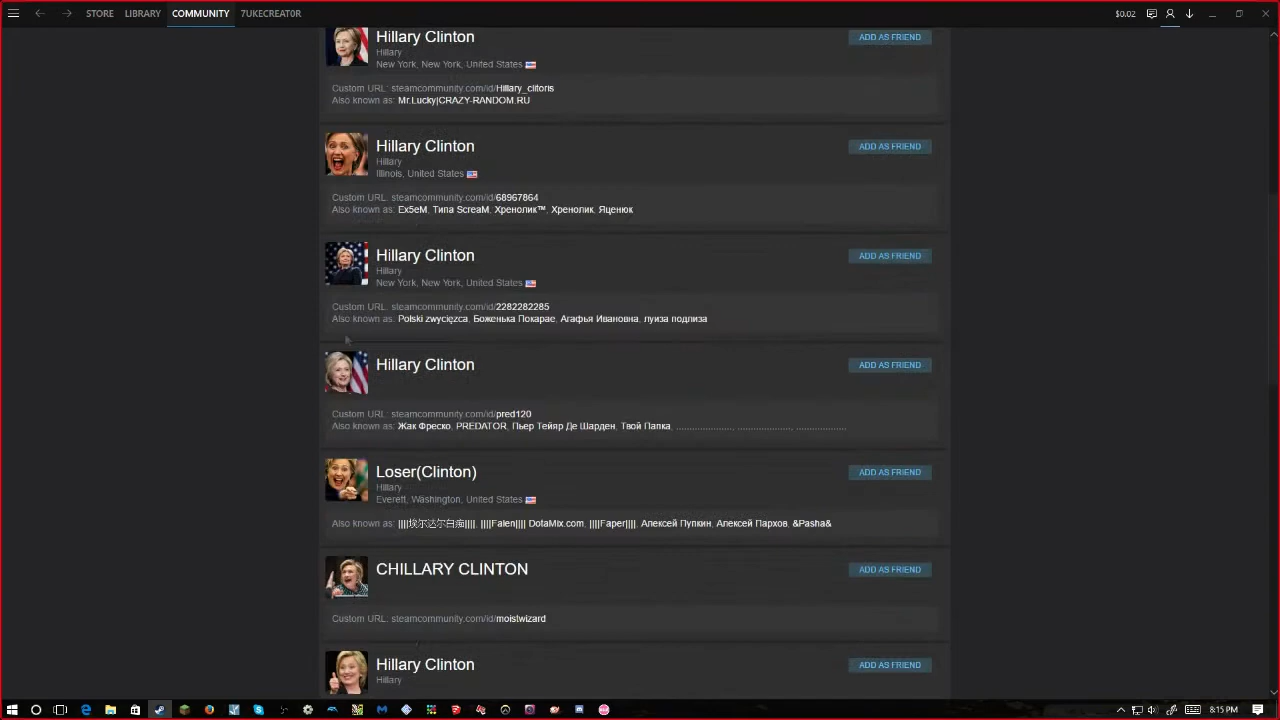 STORE LIBRARY COMMUNITY 7UKECREAT0R $0.02
Hillary Clinton ADD AS FRIEND
Hillary
New York, New York, United States
Custom URL: steamcommunity.com/id/Hillary_clitoris
Also known as: Mr.Lucky|CRAZY-RANDOM.RU
Hillary Clinton ADD AS FRIEND
Hillary
Illinois, United States
Custom URL: steamcommunity.com/id/68967864
Also known as: Ex5eM, Типа ScreaM, Хренолик™, Хренолик, Яценюк
Hillary Clinton ADD AS FRIEND
Hillary
New York, New York, United States
Custom URL: steamcommunity.com/id/2282282285
Also known as: Polski zwycięzca, Боженька Покарае, Агафья Ивановна, луиза подлиза
Hillary Clinton ADD AS FRIEND
Custom URL: steamcommunity.com/id/pred120
Also known as: Жак Фреско, PREDATOR, Пьер Тейяр Де Шарден, Твой Папка, ....................., ...................., ...................
Loser(Clinton) ADD AS FRIEND
Hillary
Everett, Washington, United States
Also known as: ||||埃尔达尔白痴||||, ||||Falen|||| DotaMix.com, ||||Faper||||, Алексей Пупкин, Алексей Пархов, &Pasha&
CHILLARY CLINTON ADD AS FRIEND
Custom URL: steamcommunity.com/id/moistwizard
Hillary Clinton ADD AS FRIEND
Hillary
8:15 PM